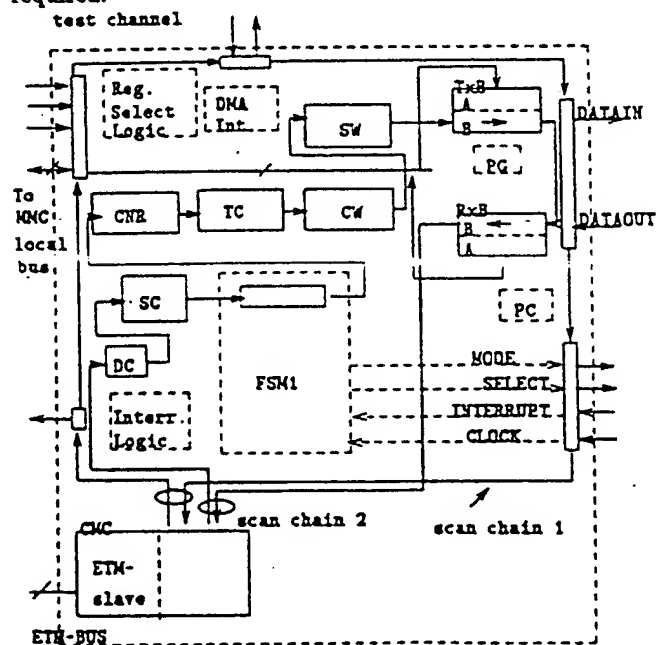 required.
test channel
Reg.
Select
Logic
DMA
Int
SW
TxB
A
B
DATAIN
PG
To
MMC
local
bus
CNR
TC
CW
RxB
B
A
DATAOUT
SC
PC
DC
FSM1
MODE
SELECT
INTERRUPT
CLOCK
Interr.
Logic
scan chain 2
scan chain 1
CMC
ETM-
slave
ETM-BUS